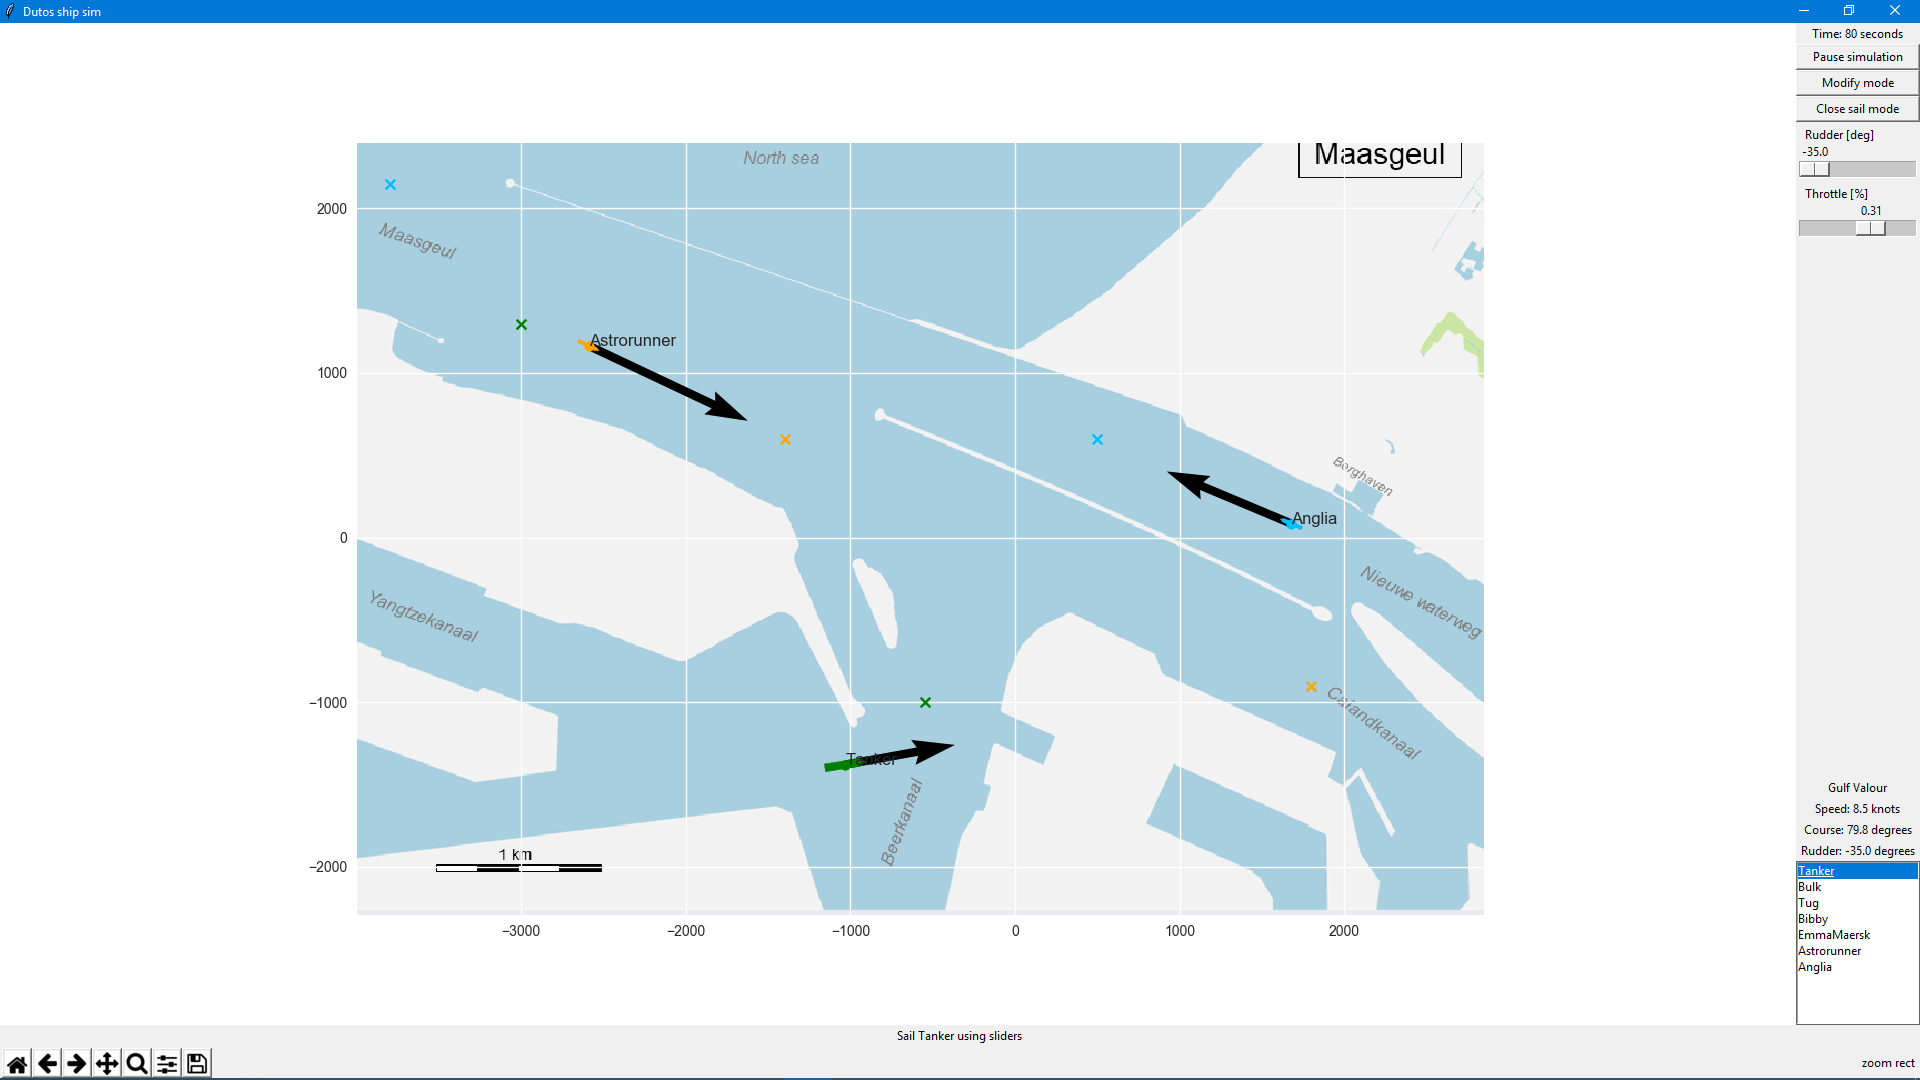 Dutos ship sim
Time: 80 seconds
Pause simulation
Modify mode
Close sail mode
Rudder [deg]
-35.0
Throttle [%]
0.31
North sea
Maasgeul
Maasgeul
Astrorunner
Borghaven
Anglia
Nieuwe waterweg
Yangtzekanaal
Calandkanaal
Tanker
Beerkanaal
1 km
2000
1000
0
−1000
−2000
−3000
−2000
−1000
0
1000
2000
Gulf Valour
Speed: 8.5 knots
Course: 79.8 degrees
Rudder: -35.0 degrees
Tanker
Bulk
Tug
Bibby
EmmaMaersk
Astrorunner
Anglia
Sail Tanker using sliders
zoom rect